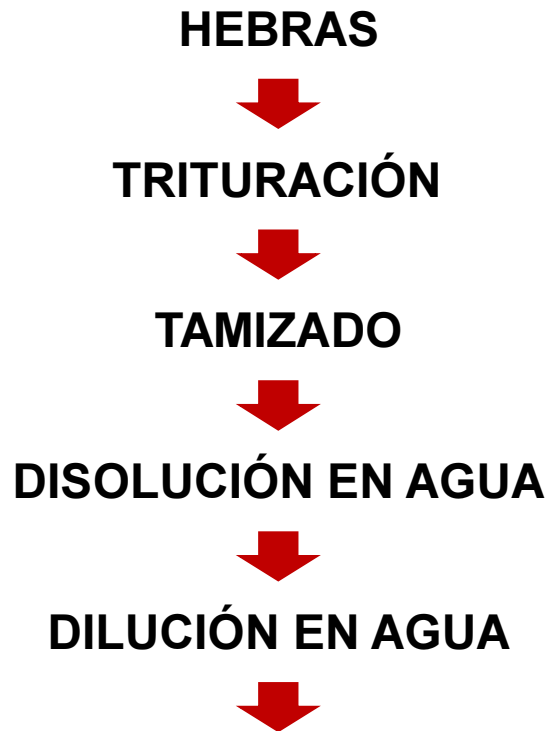 HEBRAS
TRITURACIÓN
TAMIZADO
DISOLUCIÓN EN AGUA
DILUCIÓN EN AGUA